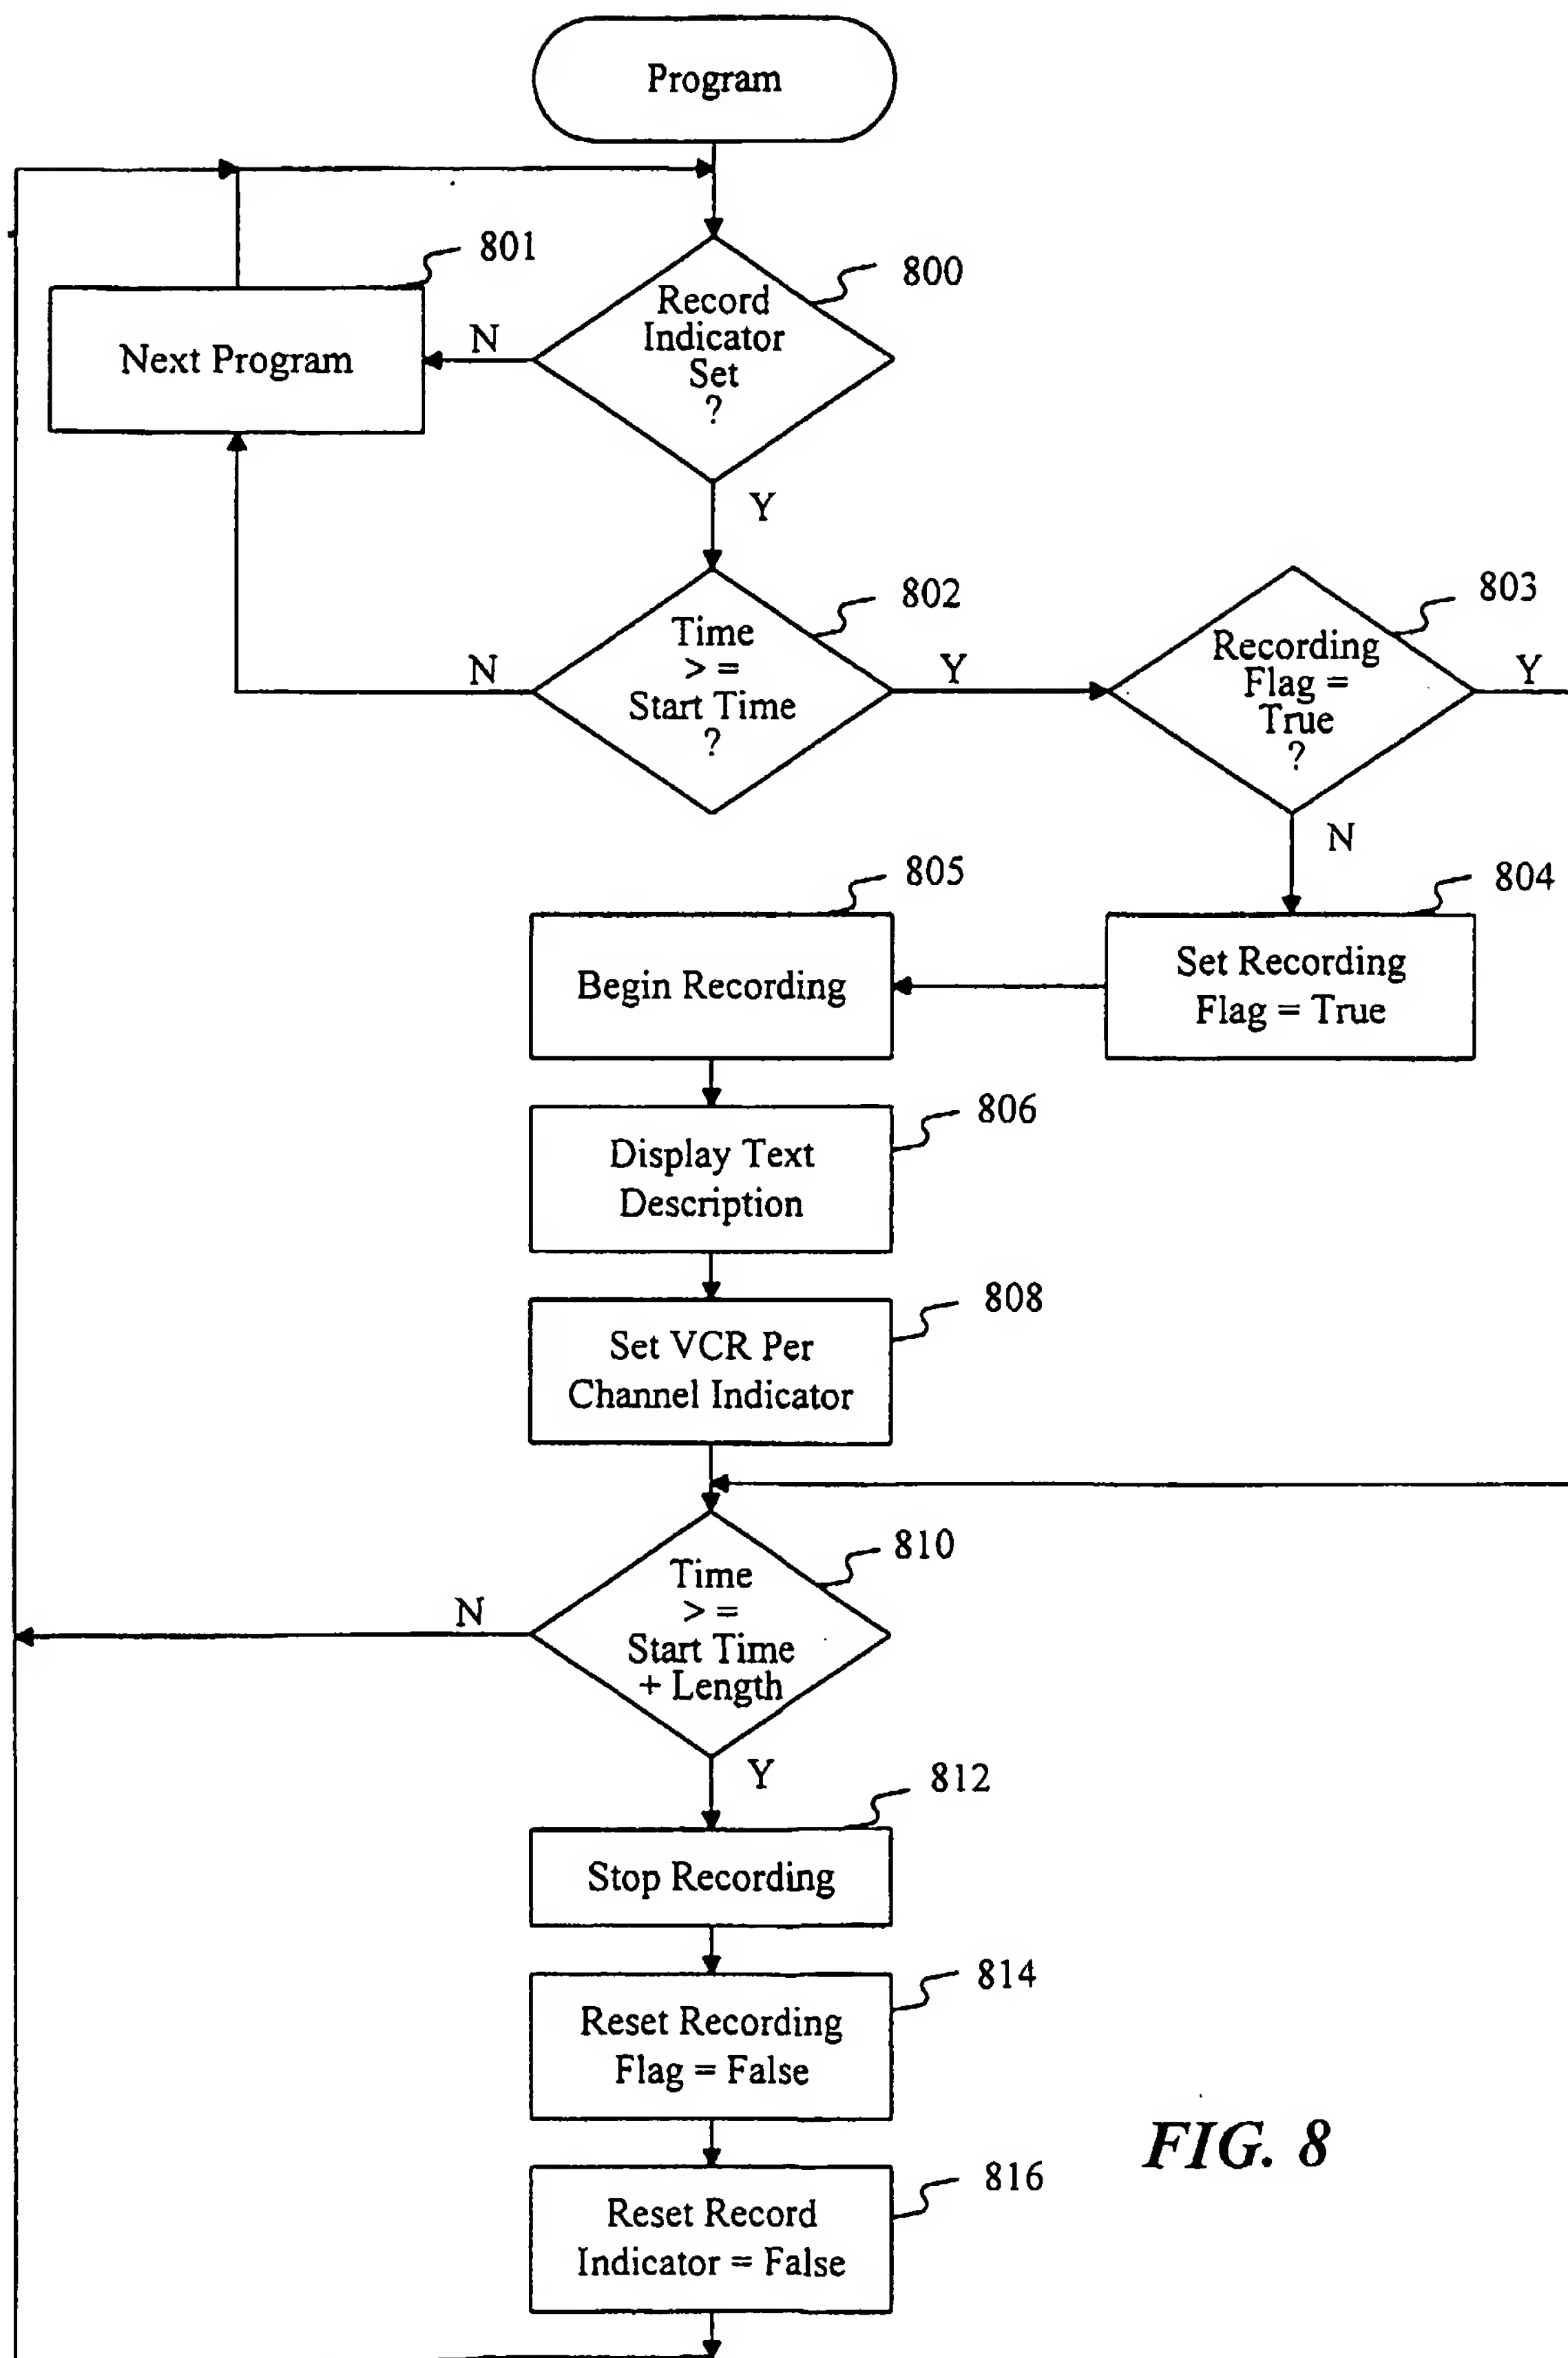 Program
801
800
Record
Indicator
Set
?
N
Next Program
Y
802
803
Time
> =
Start Time
?
N
Y
Recording
Flag =
True
?
Y
N
805
804
Begin Recording
Set Recording
Flag = True
806
Display Text
Description
808
Set VCR Per
Channel Indicator
810
Time
> =
Start Time
+ Length
N
Y
812
Stop Recording
814
Reset Recording
Flag = False
816
Reset Record
Indicator = False
FIG. 8